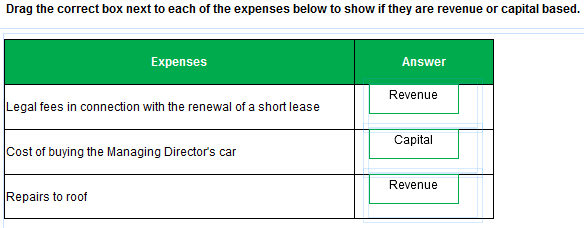 Drag the correct box next to each of the expenses below to show if they are revenue or capital based.
Expenses Answer
Legal fees in connection with the renewal of a short lease Revenue
Cost of buying the Managing Director's car Capital
Repairs to roof Revenue